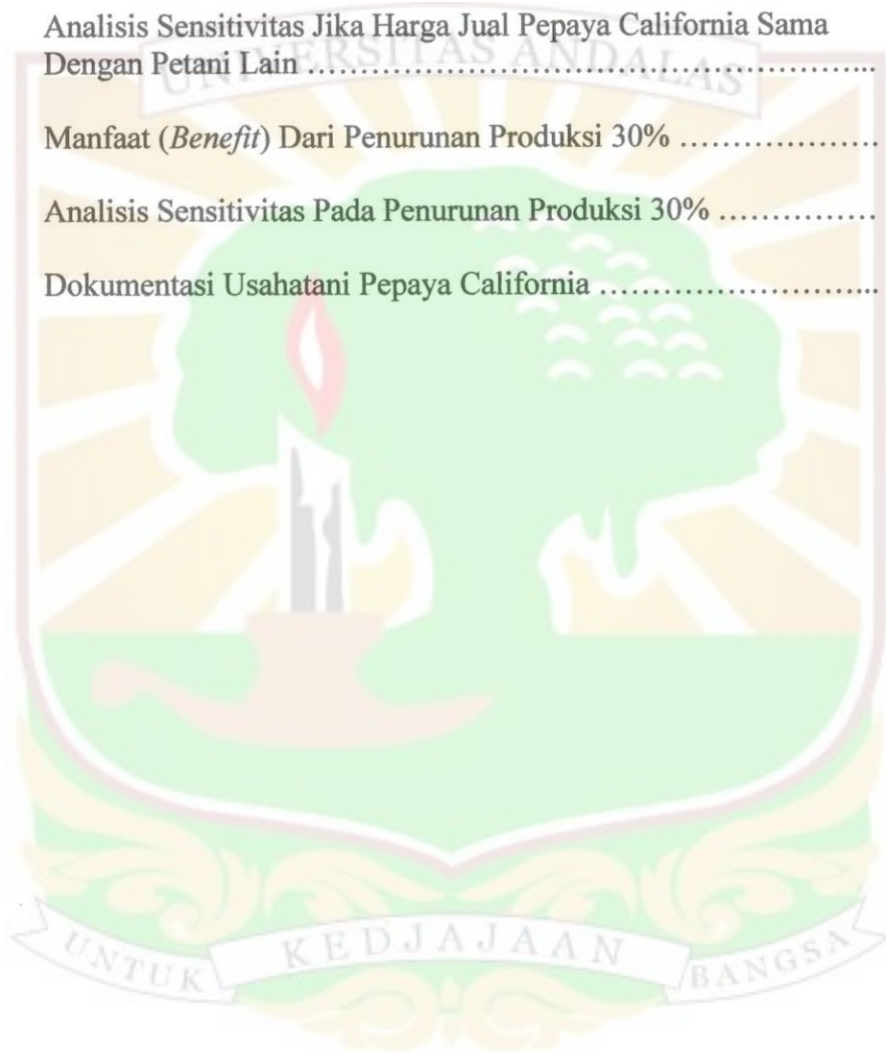 Analisis Sensitivitas Jika Harga Jual Pepaya California Sama
UNIVERSITAS ANDALAS
Dengan Petani Lain ..........................................................
Manfaat (Benefit) Dari Penurunan Produksi 30% ...................
Analisis Sensitivitas Pada Penurunan Produksi 30% ...............
Dokumentasi Usahatani Pepaya California ..........................
UNTUK KEDJAJAAN BANGSA